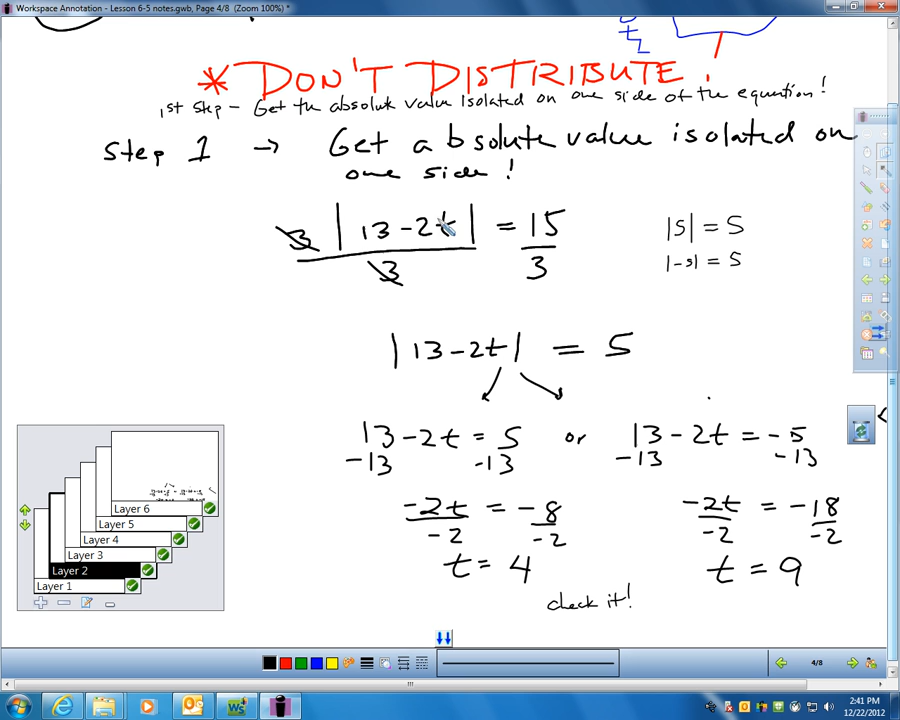 Workspace Annotation - Lesson 6-5 notes.gwb, Page 4/8 (Zoom 100%) *
t₂
* DON'T DISTRIBUTE!
1st step - Get the absolute value isolated on one side of the equation!
Step 1 → Get absolute value isolated on
one side!
3 |13-2t| = 15
3 3
|5| = 5
|-5| = 5
|13-2t| = 5
13-2t = 5 or 13-2t = -5
-13 -13 -13 -13
-2t = -8 -2t = -18
-2 -2 -2 -2
t = 4 t = 9
check it!
Layer 6
Layer 5
Layer 4
Layer 3
Layer 2
Layer 1
4/8
2:41 PM
12/22/2012